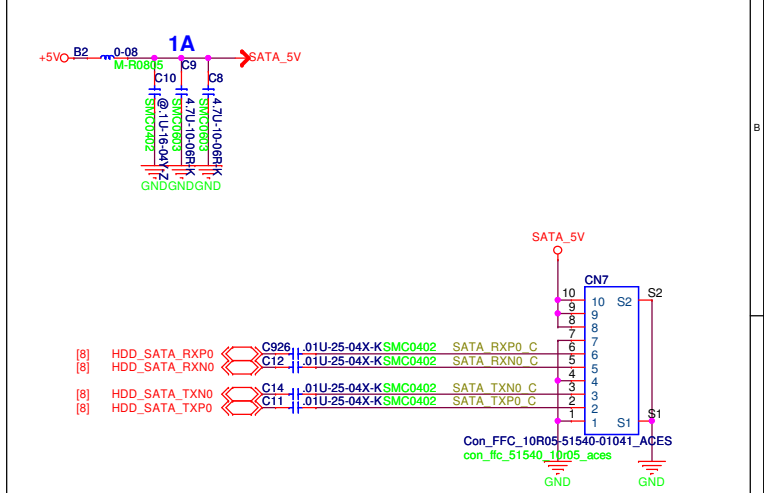 1A
+5V B2 0-08 SATA_5V
M-R0805 C9
C10 C8
@.1U-16-04Y-Z
SMC0402
4.7U-10-06R-K
SMC0603
4.7U-10-06R-K
SMC0603
GND GND GND
B
SATA_5V
CN7
10 10 S2 S2
9 9
8 8
7 7
[8] HDD_SATA_RXP0 C926 .01U-25-04X-K SMC0402 SATA_RXP0_C 6 6
[8] HDD_SATA_RXN0 C12 .01U-25-04X-K SMC0402 SATA_RXN0_C 5 5
4 4
[8] HDD_SATA_TXN0 C14 .01U-25-04X-K SMC0402 SATA_TXN0_C 3 3
[8] HDD_SATA_TXP0 C11 .01U-25-04X-K SMC0402 SATA_TXP0_C 2 2
1 1 S1 S1
Con_FFC_10R05-51540-01041_ACES
con_ffc_51540_10r05_aces
GND GND